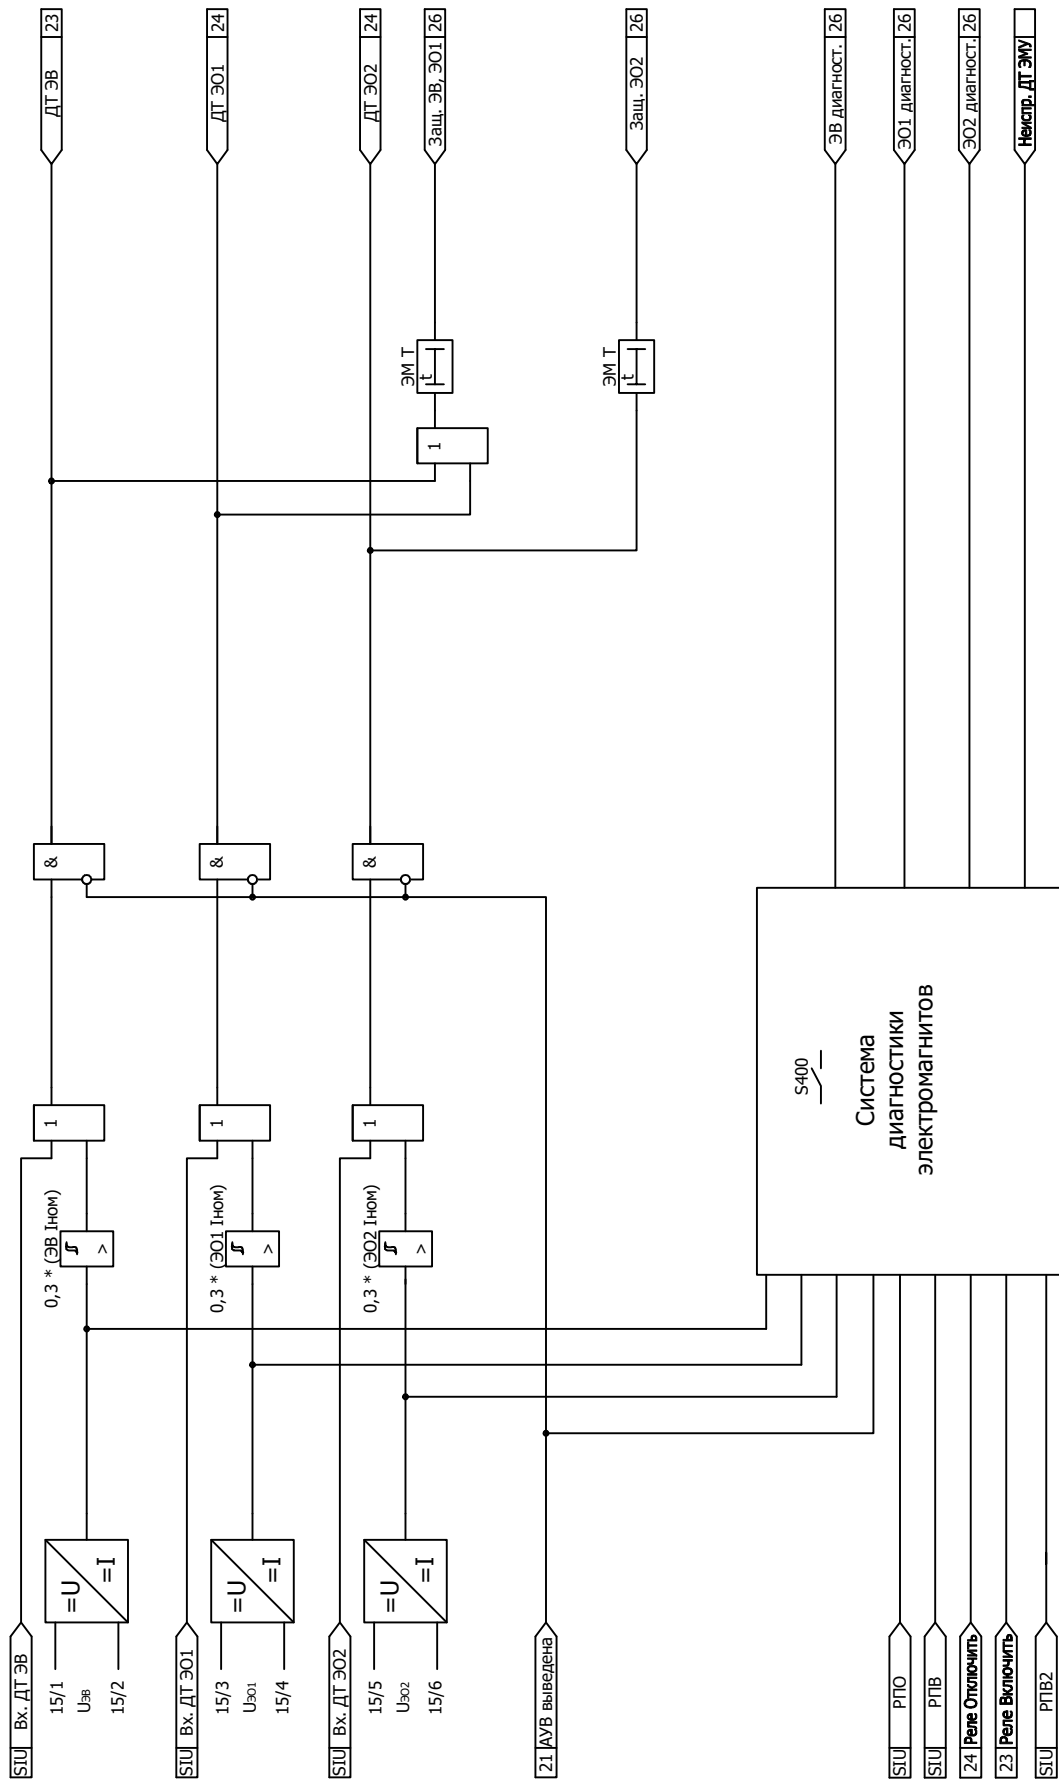 SIU Вх. ДТ ЭВ
15/1
UЭВ
15/2
=U
=I
0,3 * (ЭВ Iном)
>
1
&
ДТ ЭВ 23
SIU Вх. ДТ ЭО1
15/3
UЭО1
15/4
=U
=I
0,3 * (ЭО1 Iном)
>
1
&
ДТ ЭО1 24
SIU Вх. ДТ ЭО2
15/5
UЭО2
15/6
=U
=I
0,3 * (ЭО2 Iном)
>
1
&
ДТ ЭО2 24
1
ЭМ Т
t
Защ. ЭВ, ЭО1 26
21 АУВ выведена
ЭМ Т
t
Защ. ЭО2 26
S400
Система
диагностики
электромагнитов
ЭВ диагност. 26
SIU РПО
ЭО1 диагност. 26
SIU РПВ
24 Реле Отключить
ЭО2 диагност. 26
23 Реле Включить
Неиспр. ДТ ЭМУ
SIU РПВ2